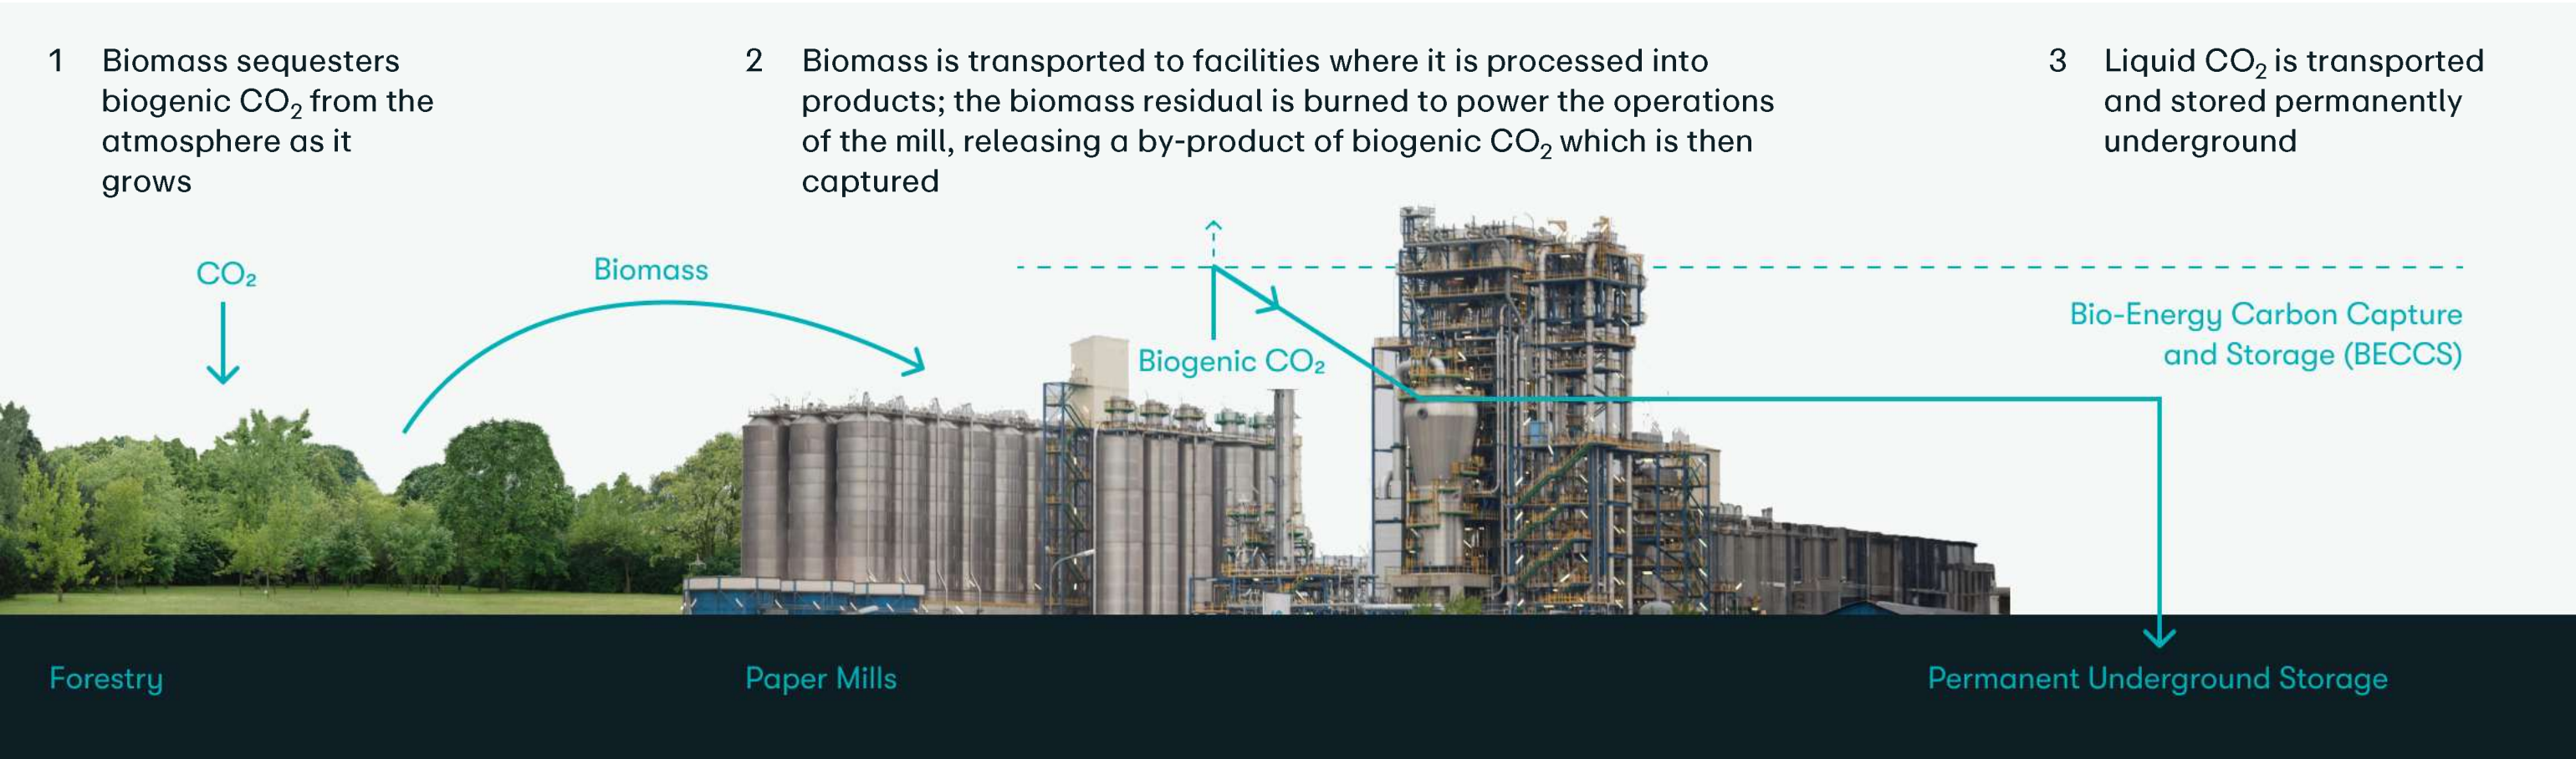 1 Biomass sequesters
biogenic CO₂ from the
atmosphere as it
grows
2 Biomass is transported to facilities where it is processed into
products; the biomass residual is burned to power the operations
of the mill, releasing a by-product of biogenic CO₂ which is then
captured
3 Liquid CO₂ is transported
and stored permanently
underground
CO₂
Biomass
Biogenic CO₂
Bio-Energy Carbon Capture
and Storage (BECCS)
Forestry
Paper Mills
Permanent Underground Storage